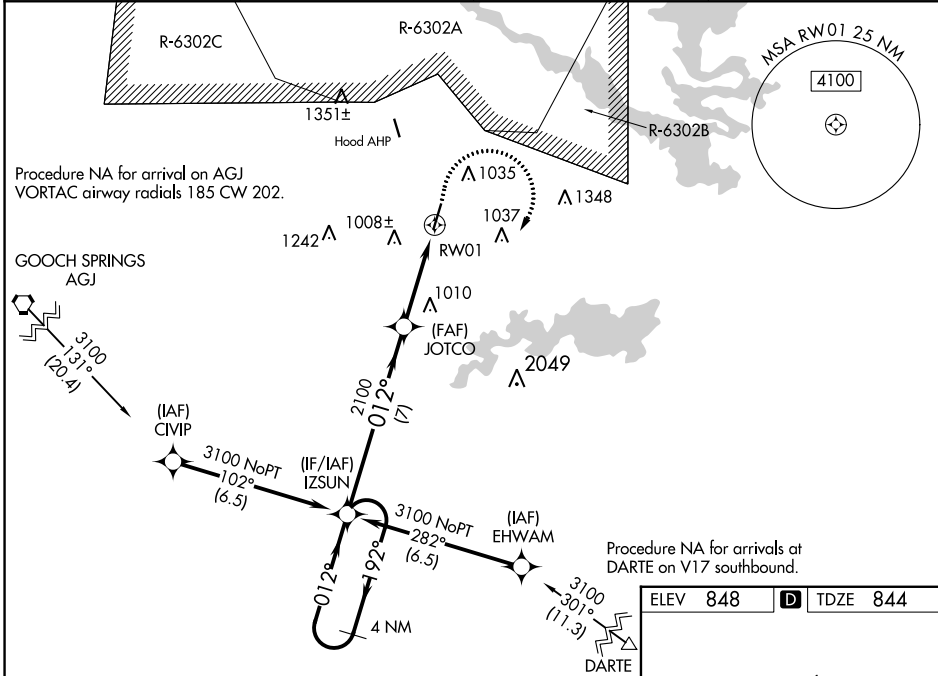 R-6302C
R-6302A
MSA RW01 25 NM
4100
1351±
Hood AHP
R-6302B
Procedure NA for arrival on AGJ
VORTAC airway radials 185 CW 202.
1035
1348
1008±
1037
1242
RW01
GOOCH SPRINGS
AGJ
1010
(FAF)
JOTCO
3100
131°
(20.4)
2049
2100
012°
(7)
(IAF)
CIVIP
3100 NoPT
102°
(6.5)
(IF/IAF)
IZSUN
3100 NoPT
282°
(6.5)
(IAF)
EHWAM
012°
192°
4 NM
Procedure NA for arrivals at
DARTE on V17 southbound.
3100
301°
(11.3)
DARTE
ELEV 848 D TDZE 844